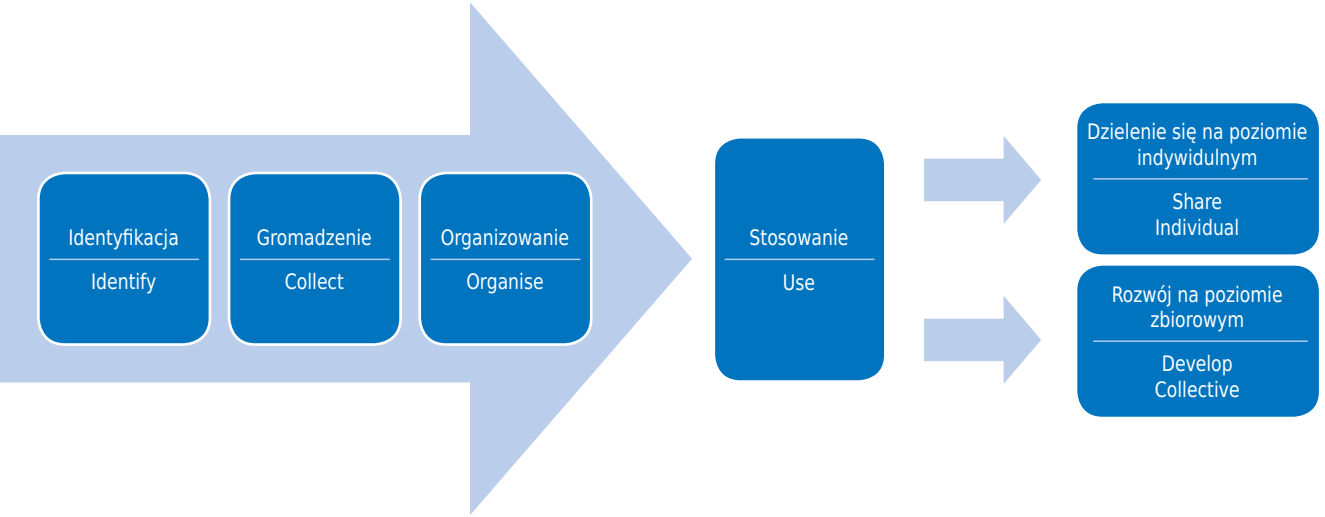 Identyfikacja
Identify
Gromadzenie
Collect
Organizowanie
Organise
Stosowanie
Use
Dzielenie się na poziomie
indywidulnym
Share
Individual
Rozwój na poziomie
zbiorowym
Develop
Collective